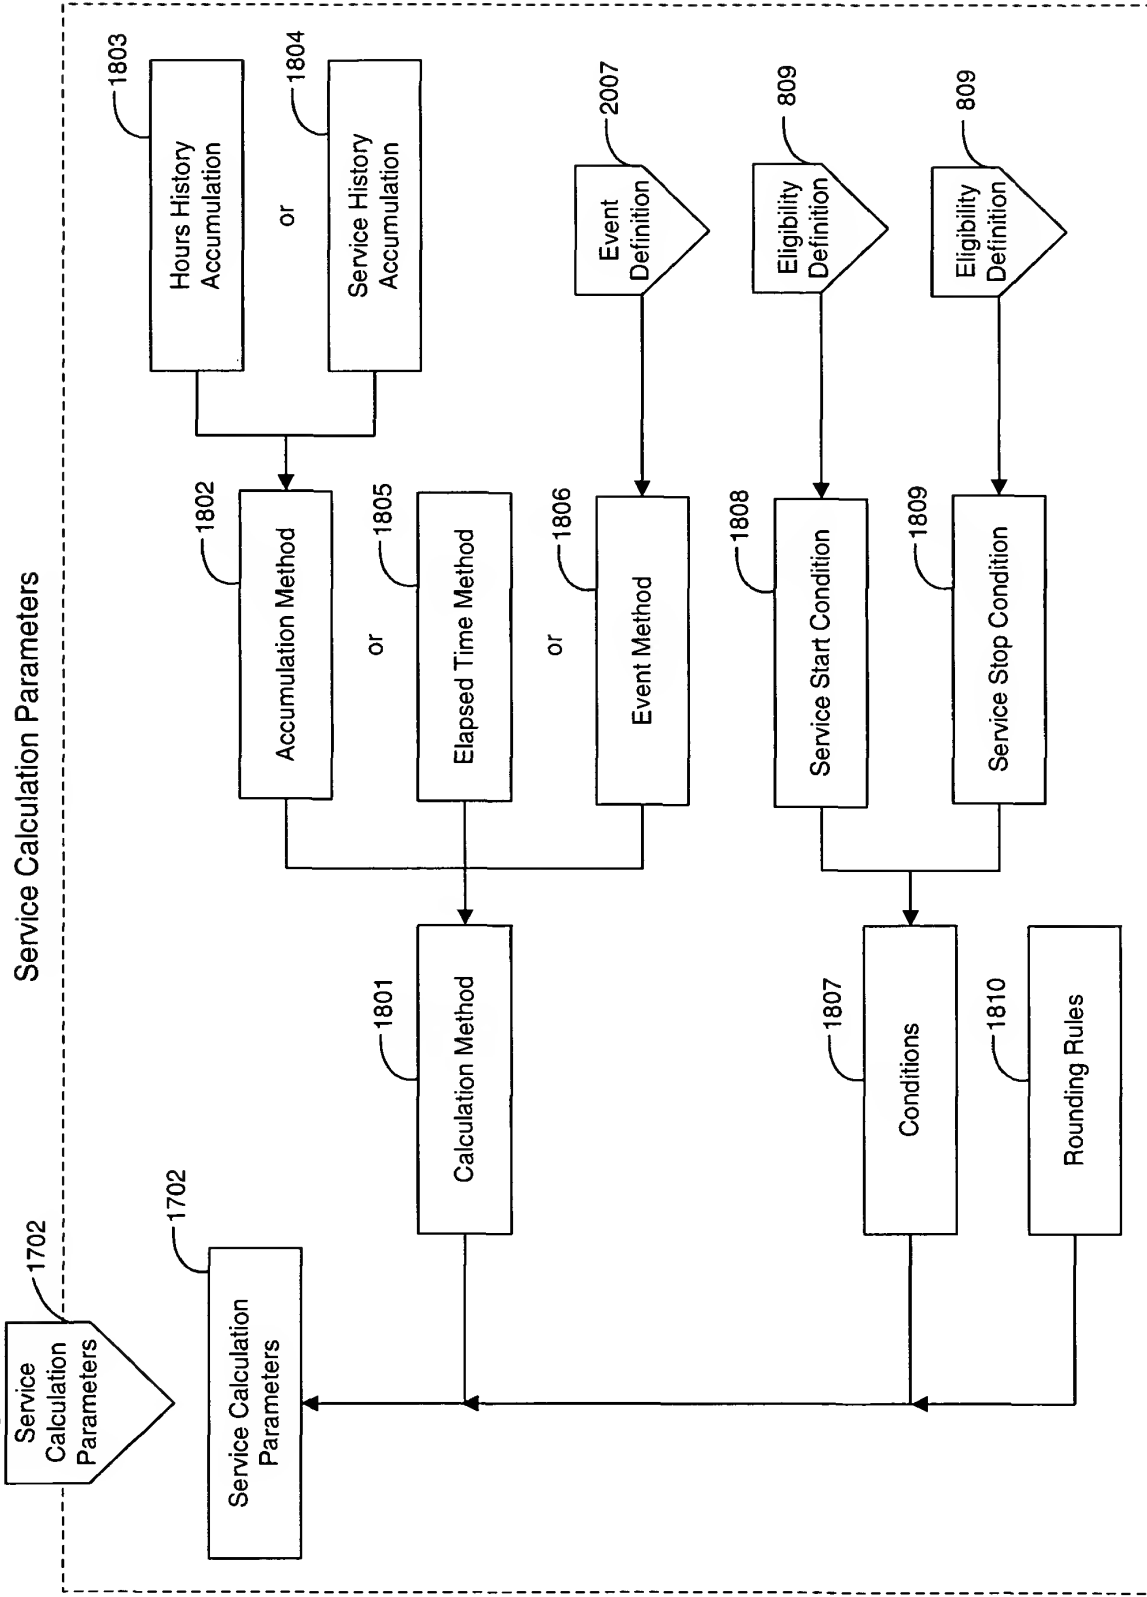 Service Calculation Parameters
Service
Calculation
Parameters
1702
Service Calculation
Parameters
1702
Calculation Method
1801
Accumulation Method
1802
or
Elapsed Time Method
1805
or
Event Method
1806
Hours History
Accumulation
1803
or
Service History
Accumulation
1804
Event
Definition
2007
Conditions
1807
Service Start Condition
1808
Eligibility
Definition
809
Service Stop Condition
1809
Eligibility
Definition
809
Rounding Rules
1810